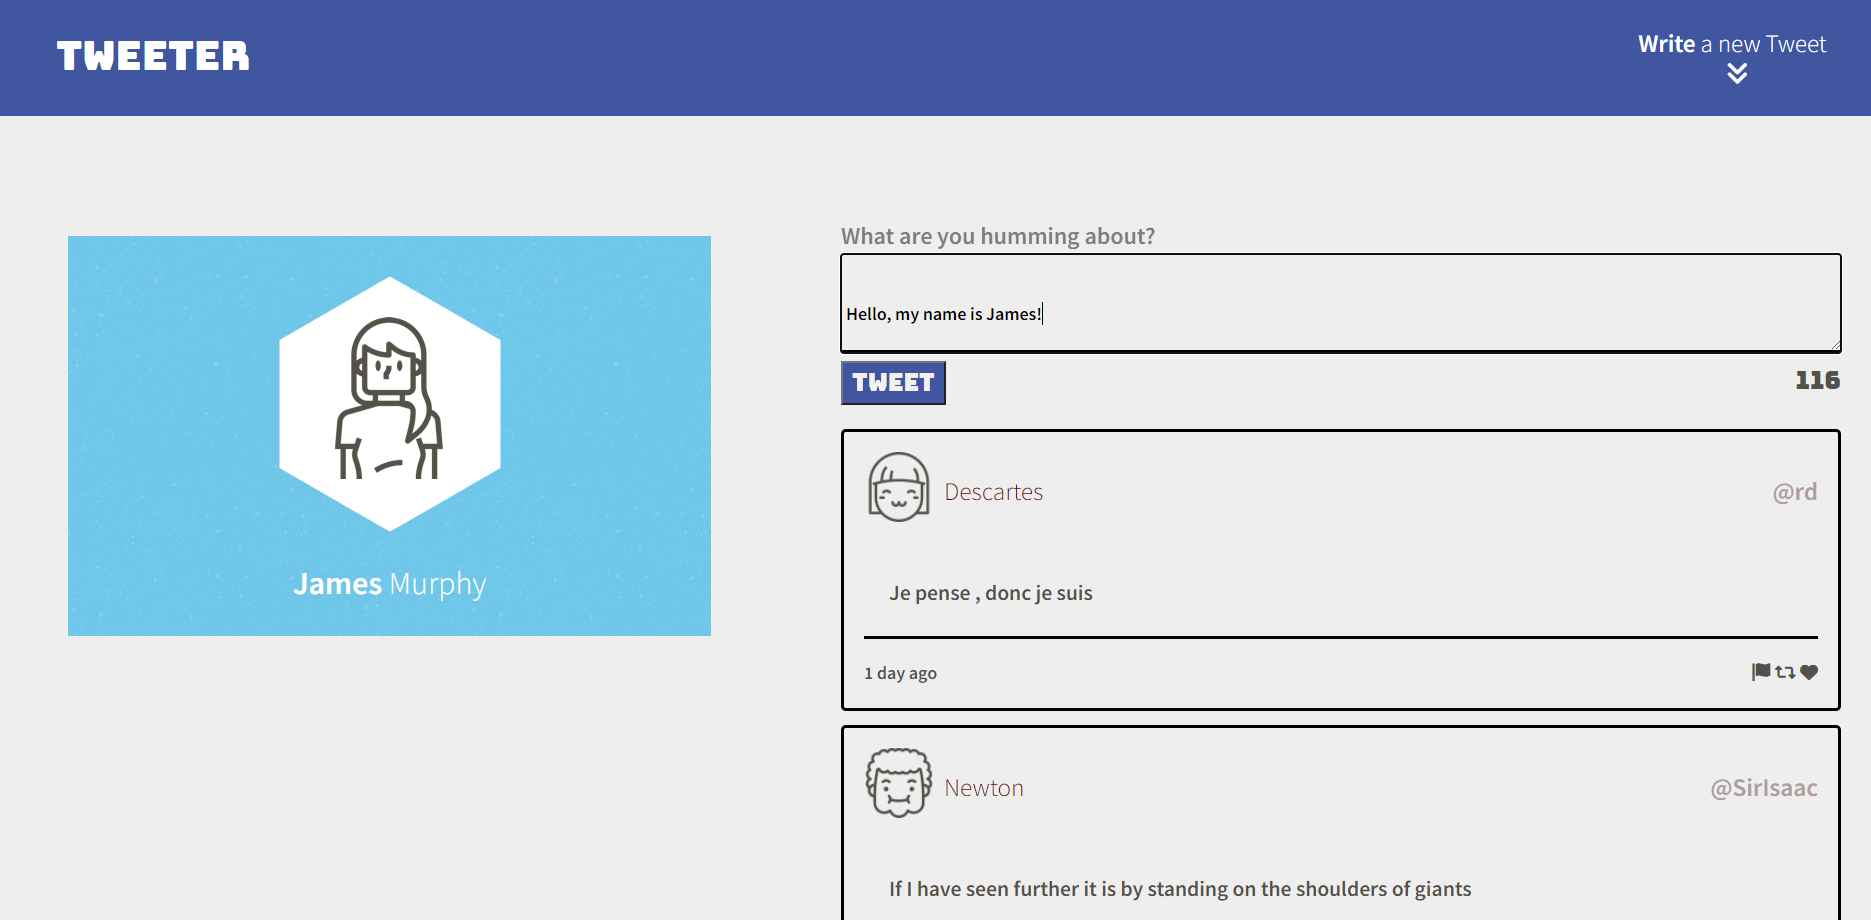 TWEETER
Write a new Tweet
James Murphy
What are you humming about?
Hello, my name is James!
TWEET
116
Descartes
@rd
Je pense , donc je suis
1 day ago
Newton
@SirIsaac
If I have seen further it is by standing on the shoulders of giants